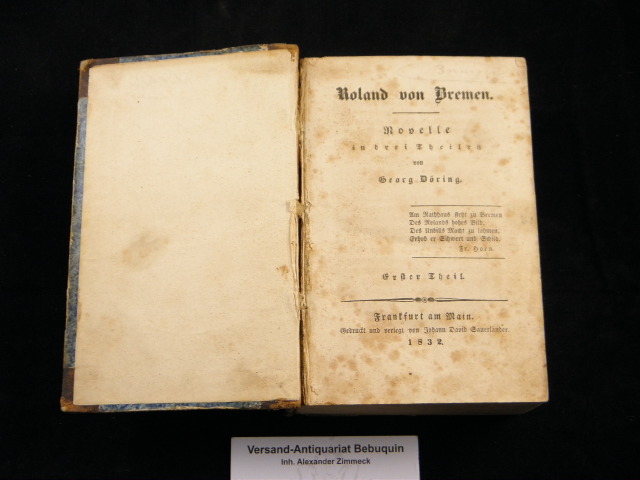 Roland von Bremen.
Novelle
in drei Theilen
von
Georg Döring.
Am Rathhaus steht zu Bremen
Des Rolands hohes Bild,
Des Unfalls Macht zu lähmen,
Erhob er Schwert und Schild.
Fr. Horn.
Erster Theil.
Frankfurt am Main.
Gedruckt und verlegt von Johann David Sauerländer.
1832.
Versand-Antiquariat Bebuquin
Inh. Alexander Zimmeck